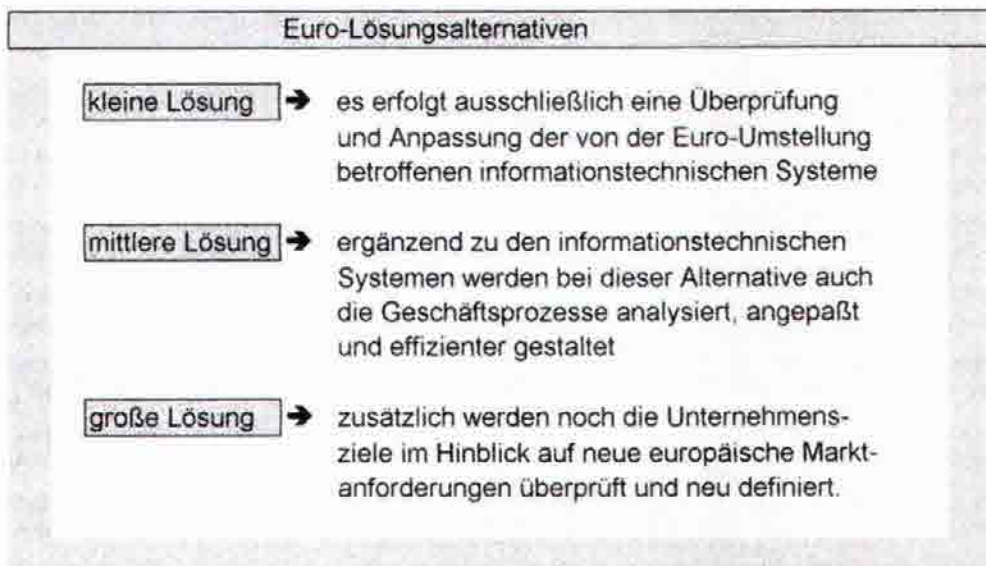 Euro-Lösungsalternativen
kleine Lösung ➔ es erfolgt ausschließlich eine Überprüfung
und Anpassung der von der Euro-Umstellung
betroffenen informationstechnischen Systeme
mittlere Lösung ➔ ergänzend zu den informationstechnischen
Systemen werden bei dieser Alternative auch
die Geschäftsprozesse analysiert, angepaßt
und effizienter gestaltet
große Lösung ➔ zusätzlich werden noch die Unternehmens-
ziele im Hinblick auf neue europäische Markt-
anforderungen überprüft und neu definiert.